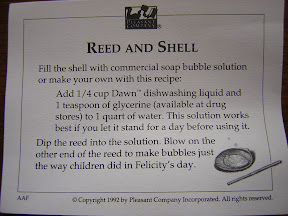 PLEASANT
COMPANY®
REED AND SHELL
Fill the shell with commercial soap bubble solution
or make your own with this recipe:
Add 1/4 cup Dawn™ dishwashing liquid and
1 teaspoon of glycerine (available at drug
stores) to 1 quart of water. This solution works
best if you let it stand for a day before using it.
Dip the reed into the solution. Blow on the
other end of the reed to make bubbles just
the way children did in Felicity's day.
AAF
© Copyright 1992 by Pleasant Company Incorporated. All rights reserved.